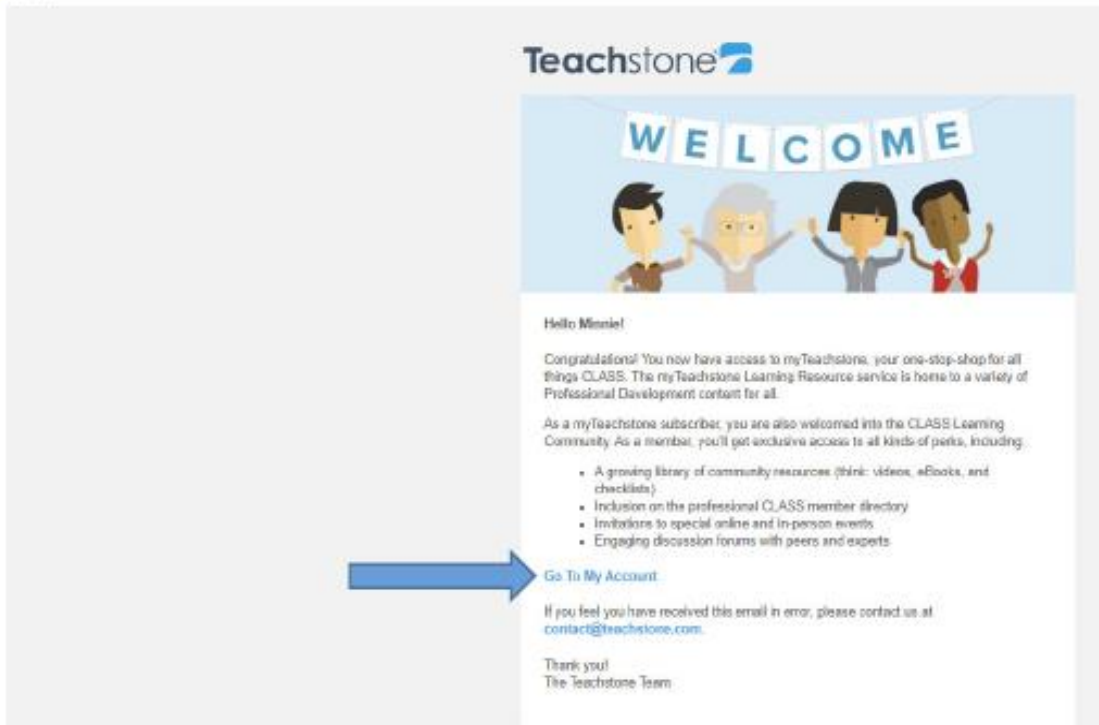 Teachstone
WELCOME
Hello Minnie!
Congratulations! You now have access to myTeachstone, your one-stop-shop for all
things CLASS. The myTeachstone Learning Resource service is home to a variety of
Professional Development content for all.
As a myTeachstone subscriber, you are also welcomed into the CLASS Learning
Community. As a member, you'll get exclusive access to all kinds of perks, including:
• A growing library of community resources (think: videos, eBooks, and
checklists)
• Inclusion on the professional CLASS member directory
• Invitations to special online and in-person events
• Engaging discussion forums with peers and experts
Go To My Account
If you feel you have received this email in error, please contact us at
contact@teachstone.com.
Thank you!
The Teachstone Team